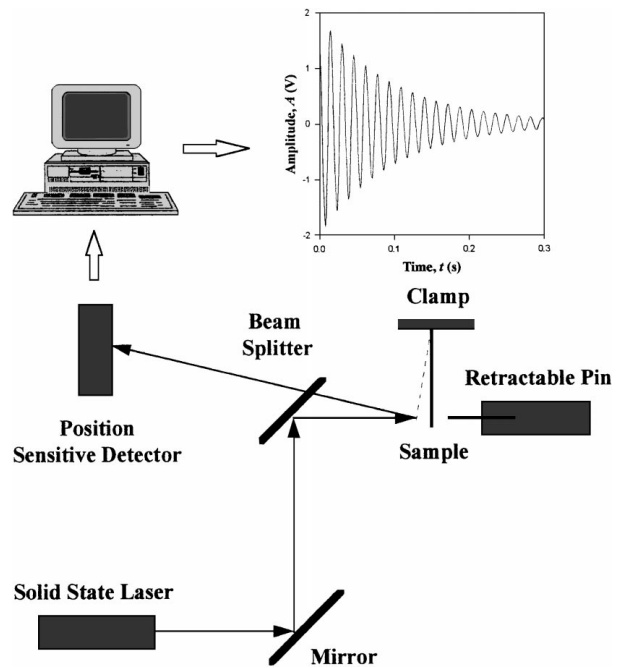 2
1
0
-1
-2
Amplitude, A (V)
0.0 0.1 0.2 0.3
Time, t (s)
Clamp
Beam
Splitter
Retractable Pin
Position
Sensitive Detector
Sample
Solid State Laser
Mirror